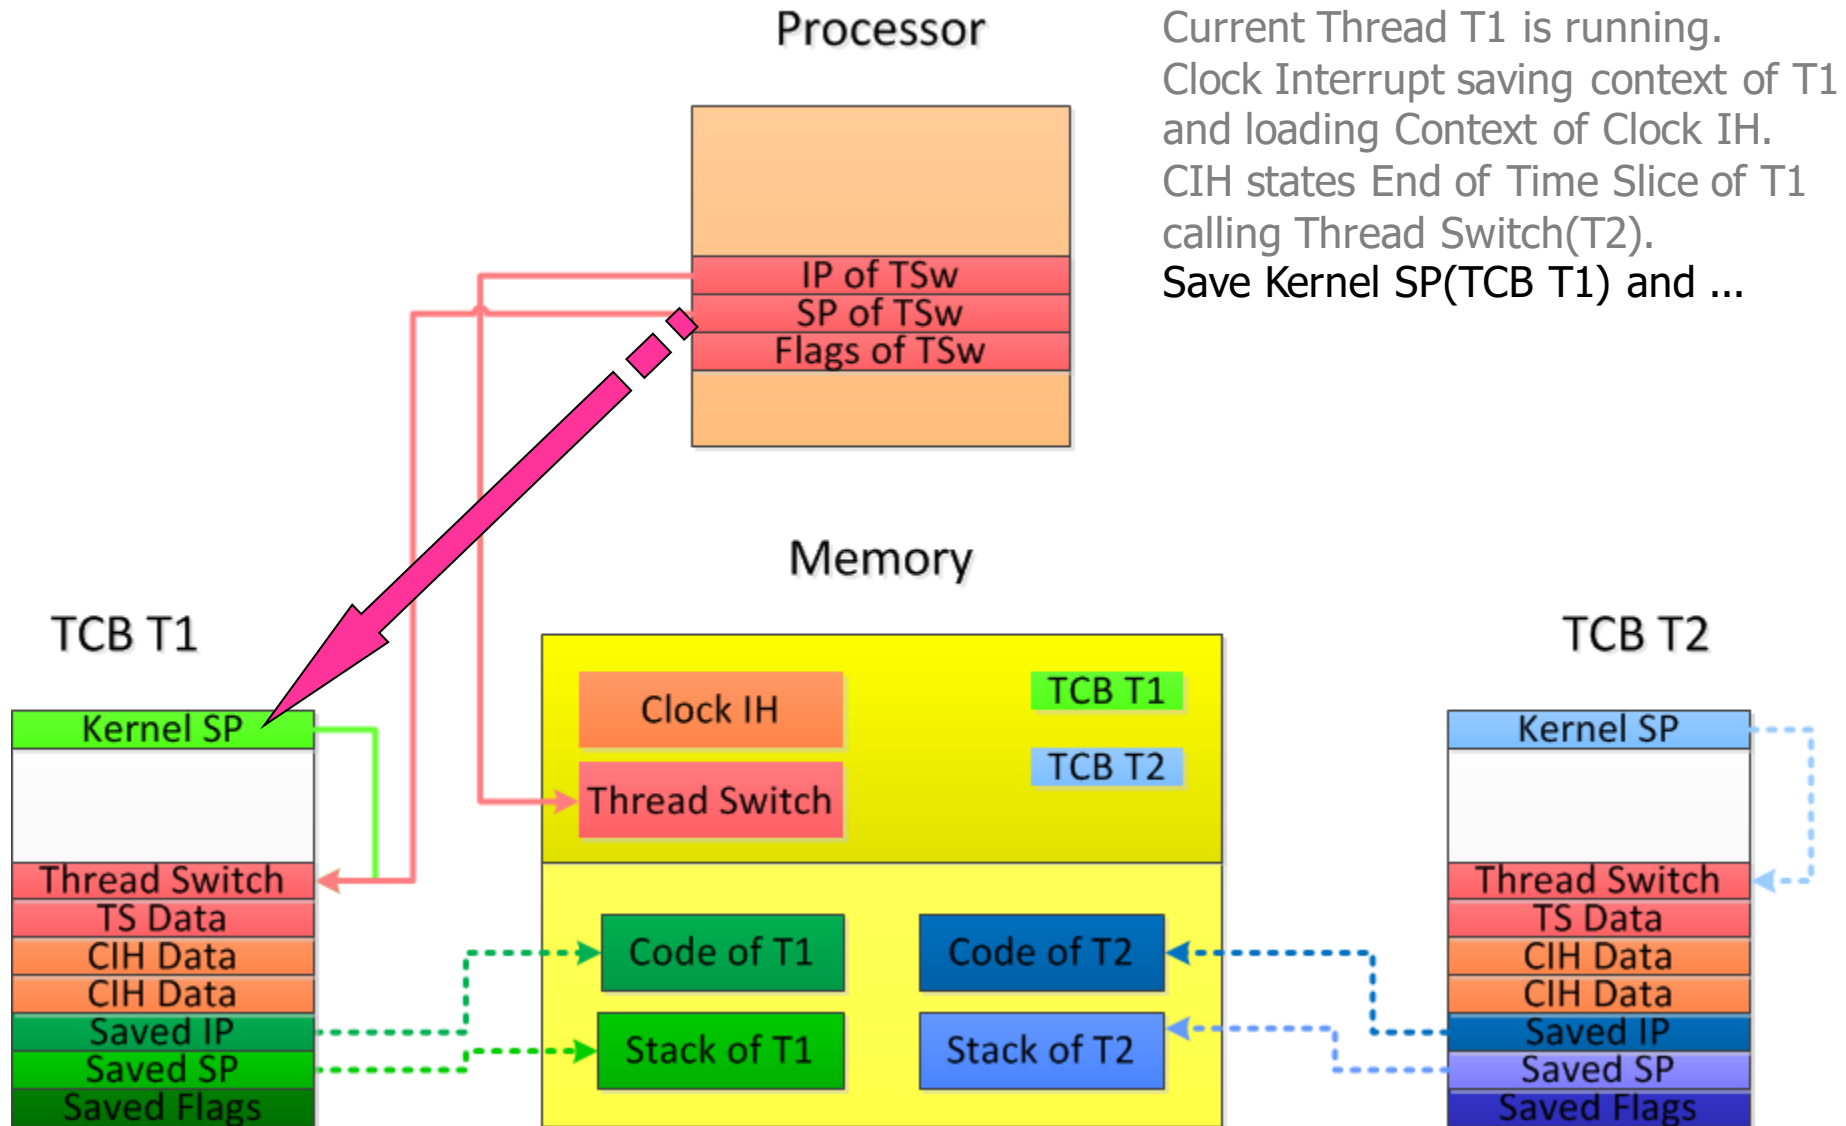 Processor
Current Thread T1 is running.
Clock Interrupt saving context of T1
and loading Context of Clock IH.
CIH states End of Time Slice of T1
calling Thread Switch(T2).
Save Kernel SP(TCB T1) and ...
IP of TSw
SP of TSw
Flags of TSw
Memory
TCB T1
Kernel SP
Thread Switch
TS Data
CIH Data
CIH Data
Saved IP
Saved SP
Saved Flags
Clock IH
Thread Switch
TCB T1
TCB T2
Code of T1
Code of T2
Stack of T1
Stack of T2
TCB T2
Kernel SP
Thread Switch
TS Data
CIH Data
CIH Data
Saved IP
Saved SP
Saved Flags